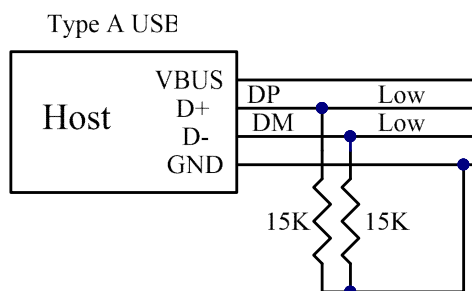 Type A USB
Host
VBUS
D+
D-
GND
DP Low
DM Low
15K 15K